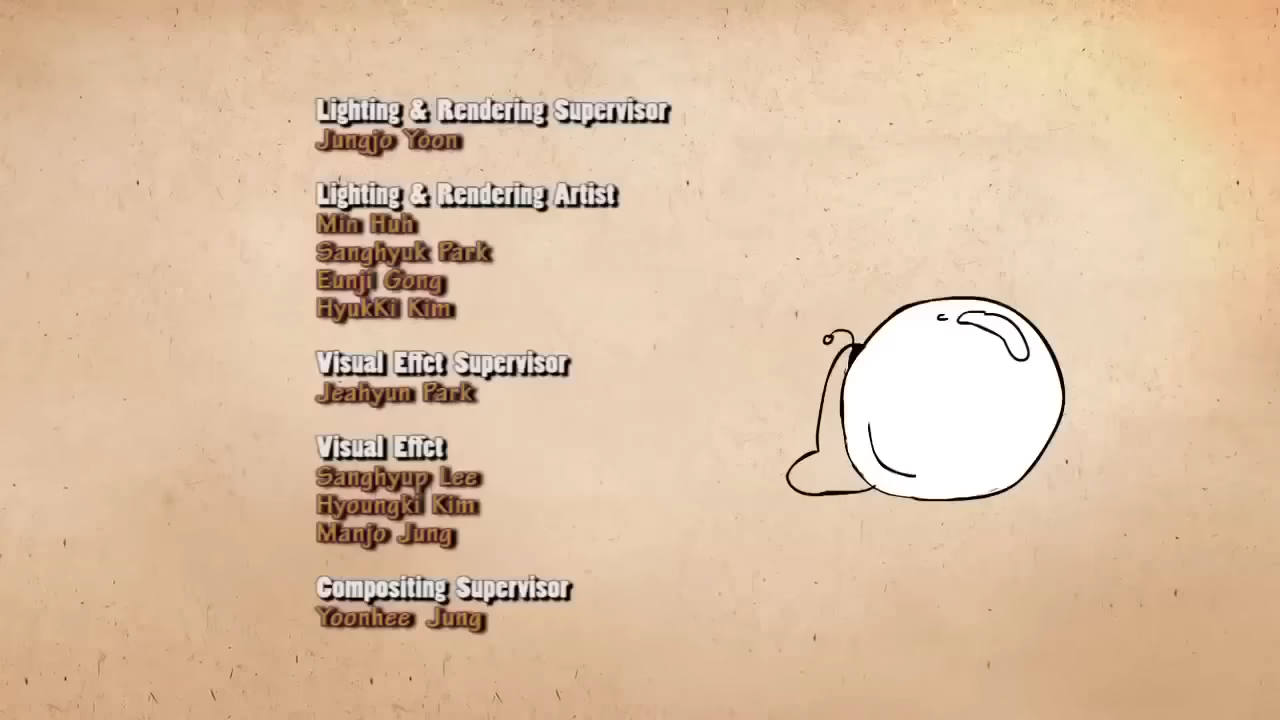 Lighting & Rendering Supervisor
Jungjo Yoon
Lighting & Rendering Artist
Min Huh
Sanghyuk Park
Eunji Gong
HyukKi Kim
Visual Effct Supervisor
Jeahyun Park
Visual Effct
Sanghyup Lee
Hyoungki Kim
Manjo Jung
Compositing Supervisor
Yoonhee Jung